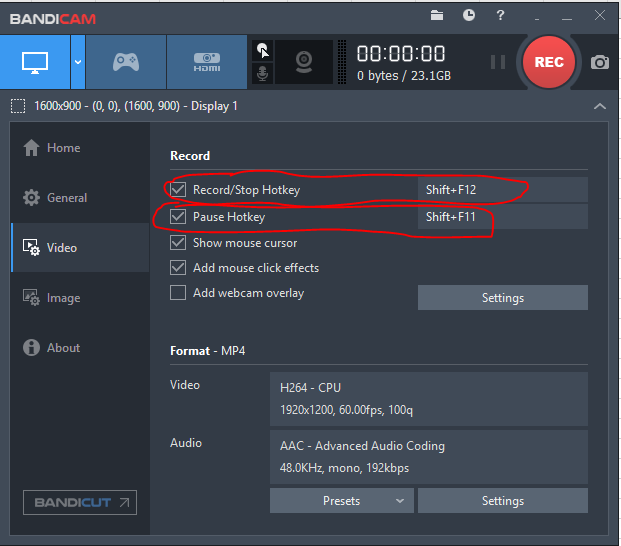 BANDICAM
?
HDMI
00:00:00
0 bytes / 23.1GB
REC
1600x900 - (0, 0), (1600, 900) - Display 1
Home
General
Video
Image
About
BANDICUT
Record
Record/Stop Hotkey Shift+F12
Pause Hotkey Shift+F11
Show mouse cursor
Add mouse click effects
Add webcam overlay
Settings
Format - MP4
Video
H264 - CPU
1920x1200, 60.00fps, 100q
Audio
AAC - Advanced Audio Coding
48.0KHz, mono, 192kbps
Presets Settings